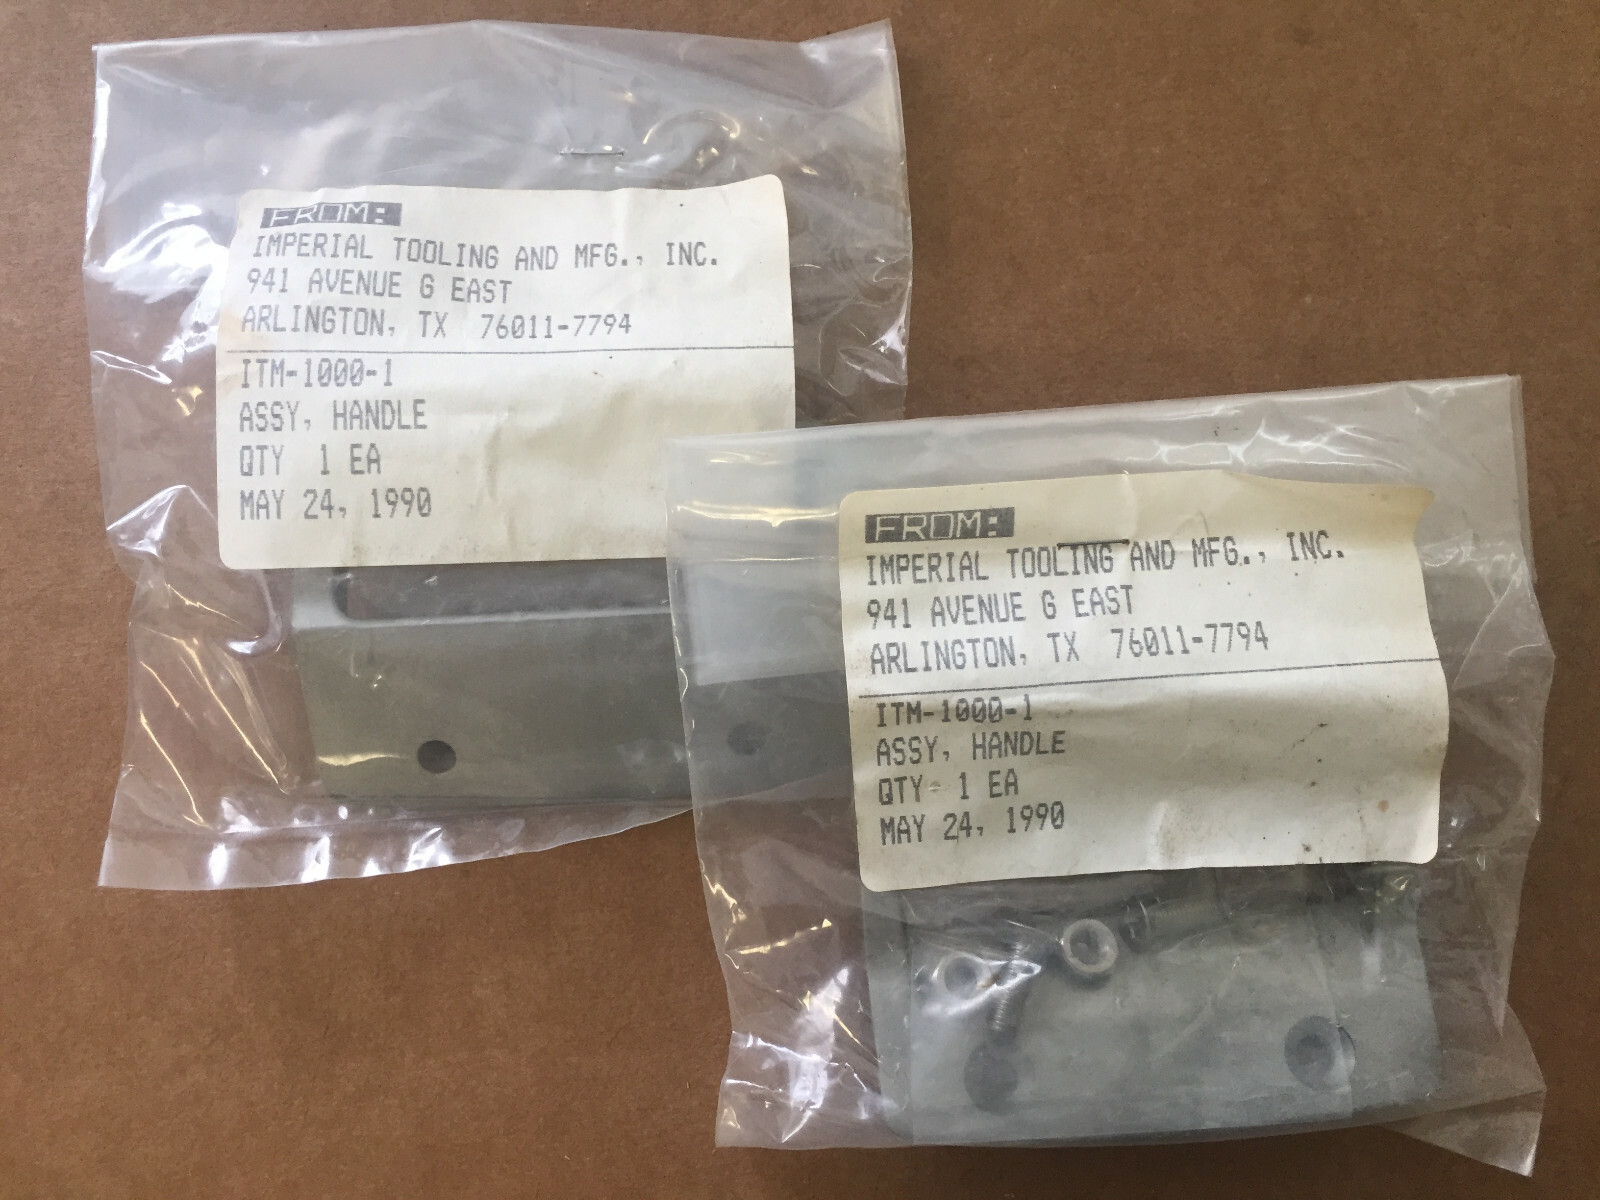 FROM:
IMPERIAL TOOLING AND MFG., INC.
941 AVENUE G EAST
ARLINGTON, TX 76011-7794
ITM-1000-1
ASSY, HANDLE
QTY 1 EA
MAY 24, 1990
FROM:
IMPERIAL TOOLING AND MFG., INC.
941 AVENUE G EAST
ARLINGTON, TX 76011-7794
ITM-1000-1
ASSY, HANDLE
QTY 1 EA
MAY 24, 1990